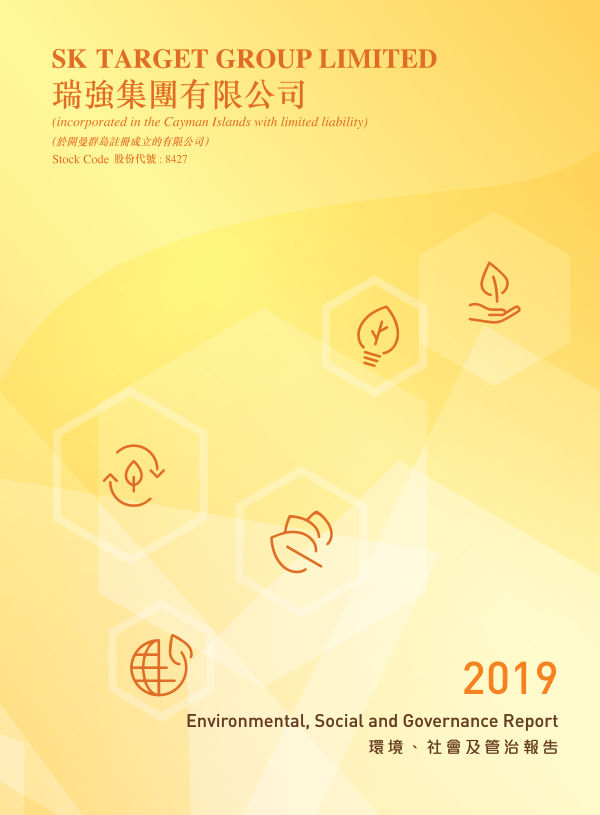 SK TARGET GROUP LIMITED
瑞強集團有限公司
(incorporated in the Cayman Islands with limited liability)
（於開曼群島註冊成立的有限公司）
Stock Code 股份代號 : 8427
2019
Environmental, Social and Governance Report
環境、社會及管治報告